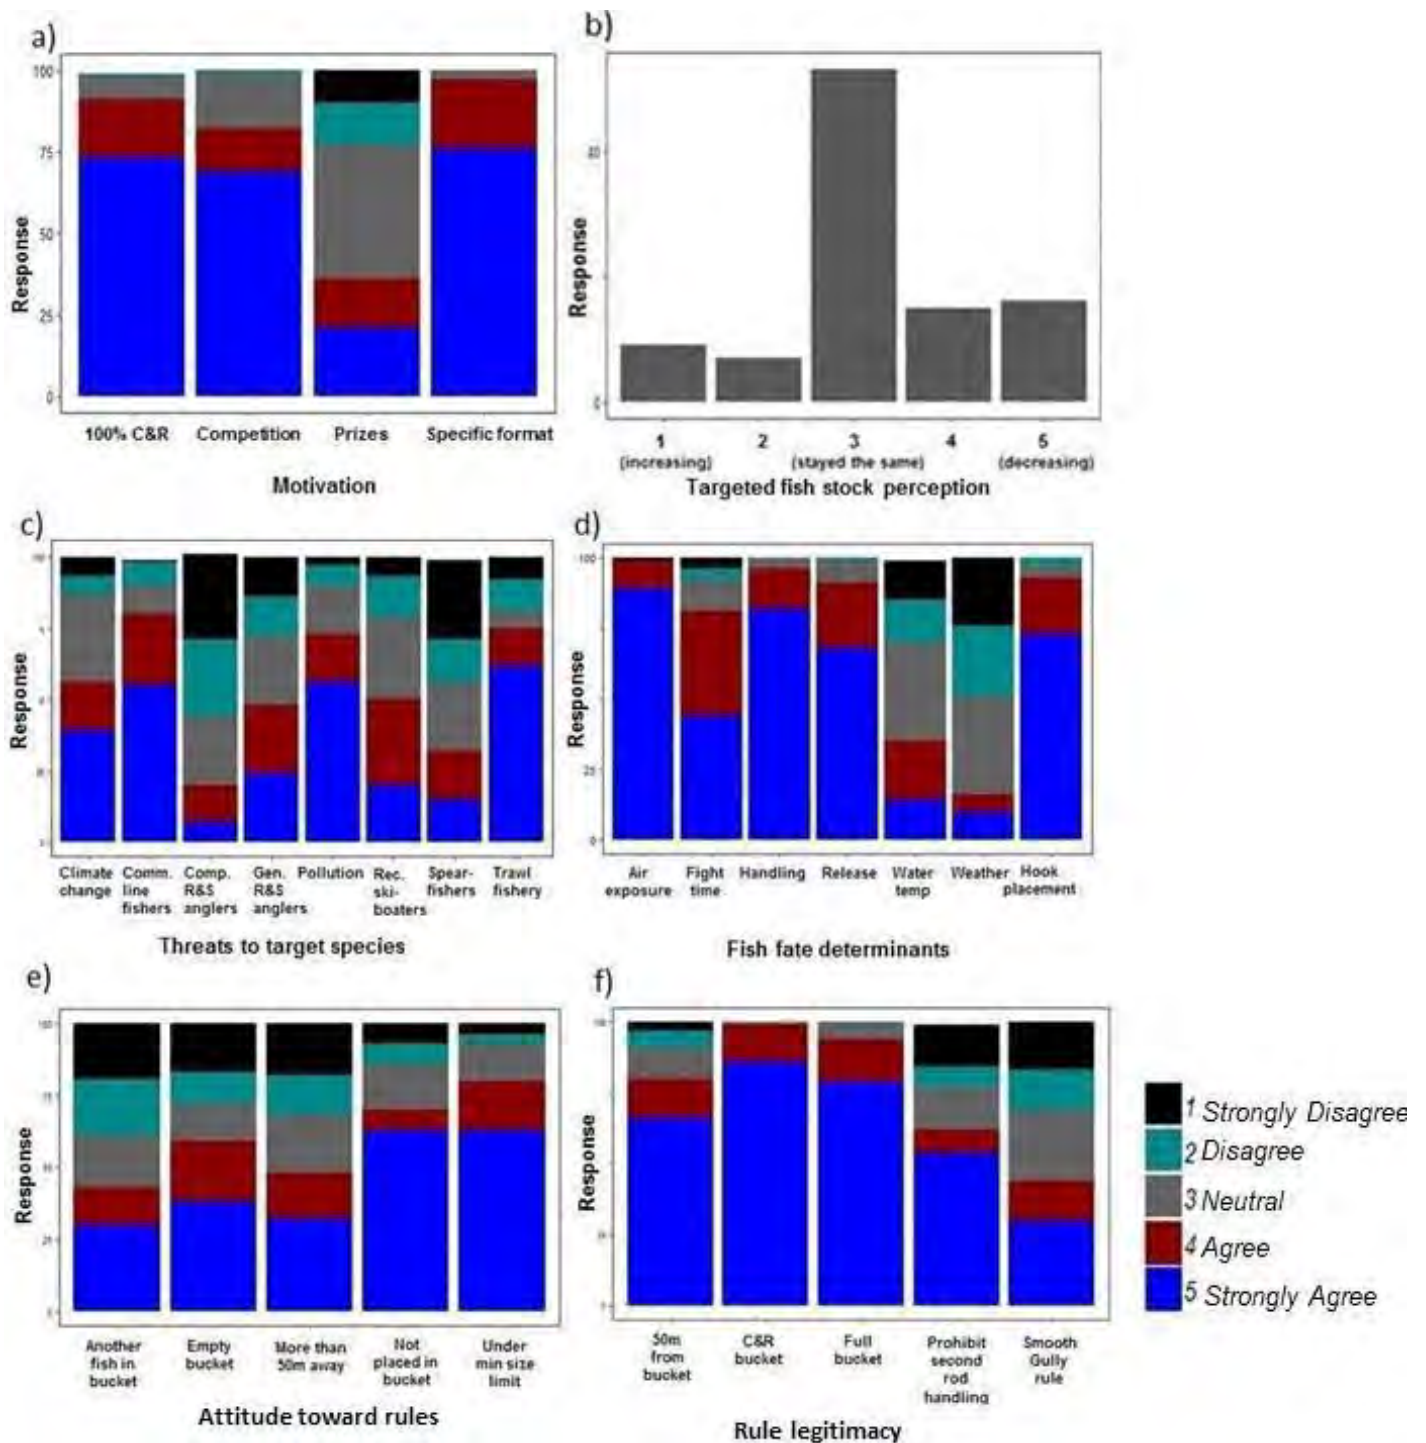 a)
b)
100
75
50
25
0
Response
100% C&R Competition Prizes Specific format
Motivation
Response
0
1 2 3 4 5
(increasing) (stayed the same) (decreasing)
Targeted fish stock perception
c)
d)
Response
Climate change
Comm. line fishers
Comp. R&S anglers
Gen. R&S anglers
Pollution
Rec. ski-boaters
Spear-fishers
Trawl fishery
Threats to target species
100
25
0
Response
Air exposure
Fight time
Handling
Release
Water temp
Weather
Hook placement
Fish fate determinants
e)
f)
100
25
Response
Another fish in bucket
Empty bucket
More than 50m away
Not placed in bucket
Under min size limit
Attitude toward rules
Response
50m from bucket
C&R bucket
Full bucket
Prohibit second rod handling
Smooth Gully rule
Rule legitimacy
1 Strongly Disagree
2 Disagree
3 Neutral
4 Agree
5 Strongly Agree